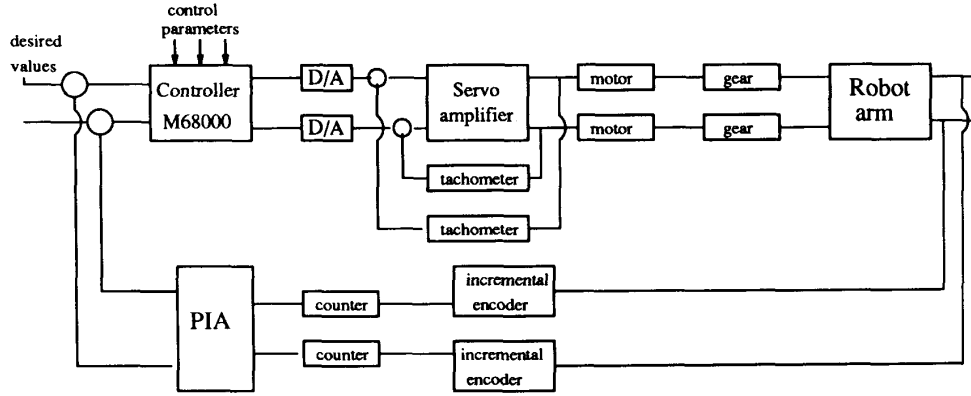 control
parameters
desired
values
Controller
M68000
D/A
D/A
Servo
amplifier
motor
motor
gear
gear
Robot
arm
tachometer
tachometer
PIA
counter
counter
incremental
encoder
incremental
encoder